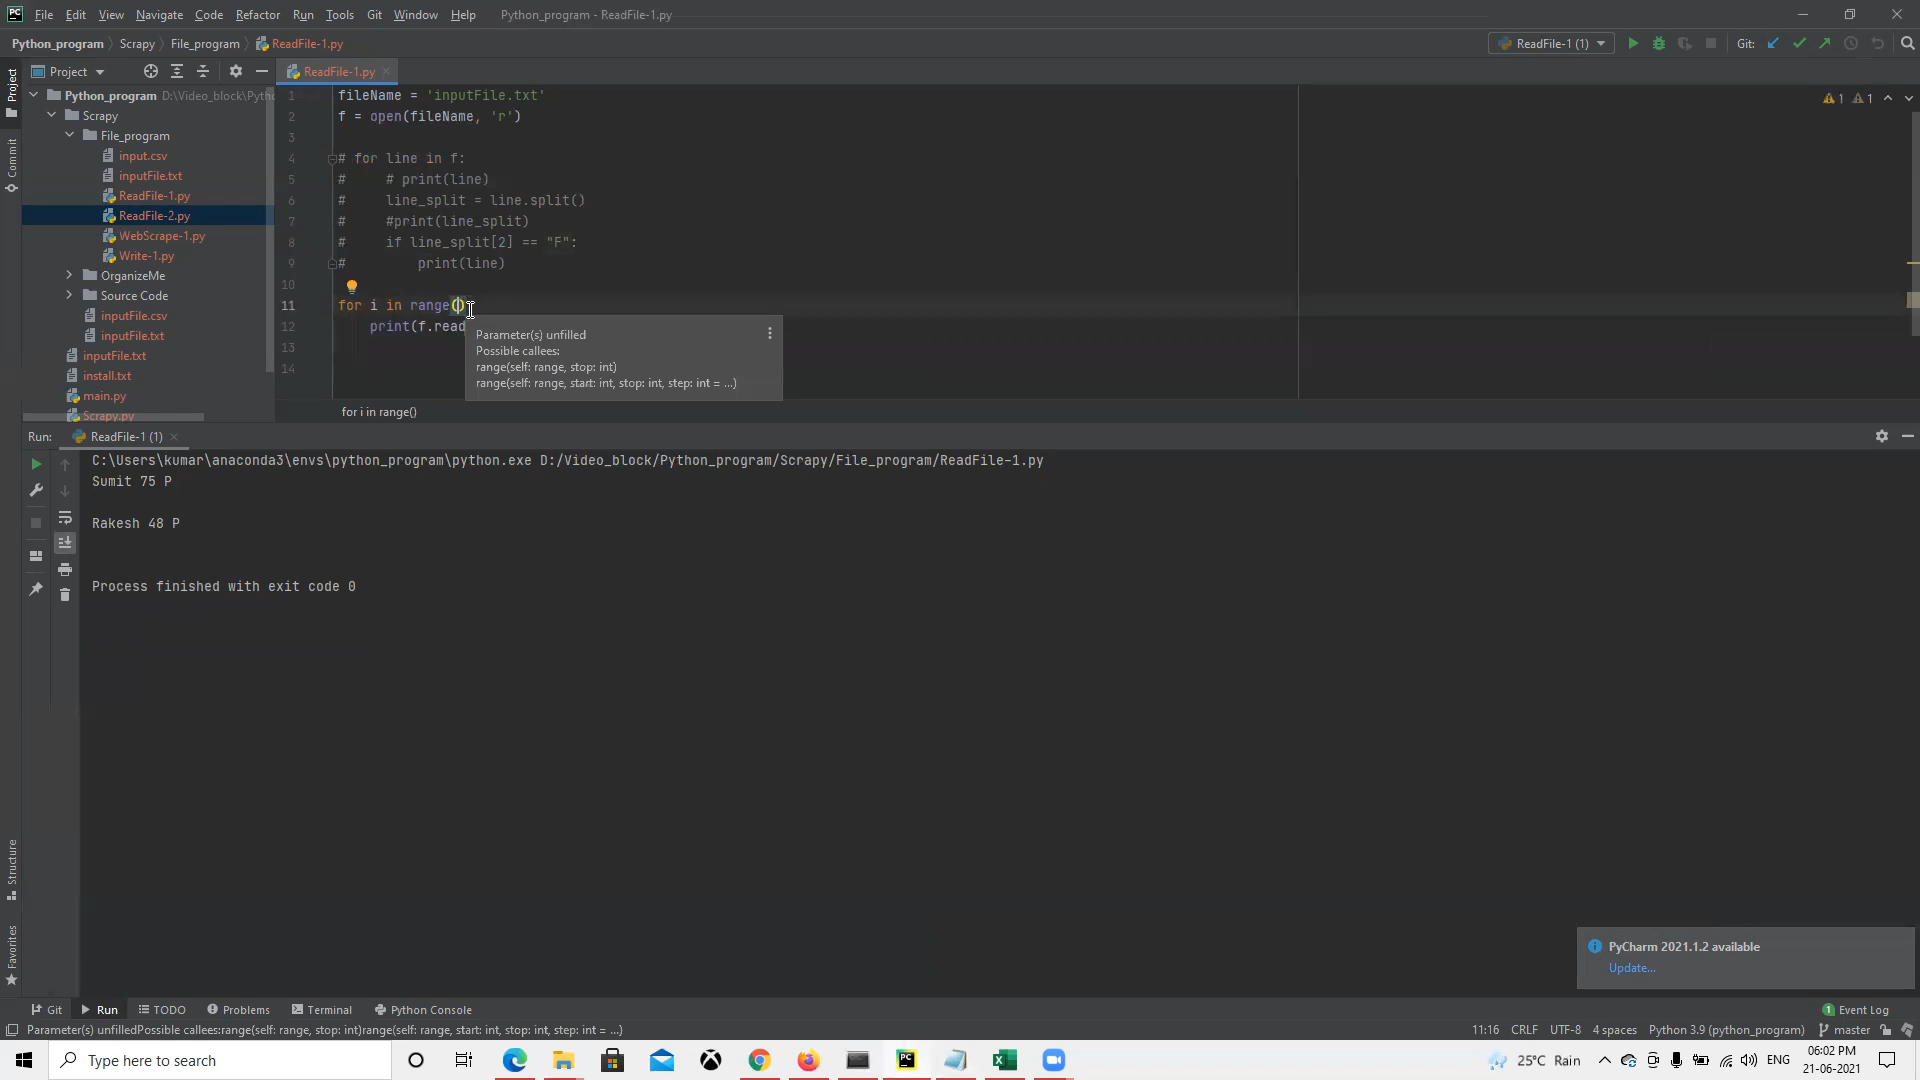 PC File Edit View Navigate Code Refactor Run Tools Git Window Help Python_program - ReadFile-1.py
Python_program Scrapy File_program ReadFile-1.py ReadFile-1 (1) Git:
Project ReadFile-1.py
Project
Commit
Python_program D:\Video_block\Pyth
Scrapy
File_program
input.csv
inputFile.txt
ReadFile-1.py
ReadFile-2.py
WebScrape-1.py
Write-1.py
OrganizeMe
Source Code
inputFile.csv
inputFile.txt
inputFile.txt
install.txt
main.py
Scrapy.py
1 fileName = 'inputFile.txt'
2 f = open(fileName, 'r')
3
4 # for line in f:
5 # # print(line)
6 # line_split = line.split()
7 # #print(line_split)
8 # if line_split[2] == "F":
9 # print(line)
10
11 for i in range()
12 print(f.read
13
14
1 1
Parameter(s) unfilled
Possible callees:
range(self: range, stop: int)
range(self: range, start: int, stop: int, step: int = ...)
for i in range()
Run: ReadFile-1 (1)
C:\Users\kumar\anaconda3\envs\python_program\python.exe D:/Video_block/Python_program/Scrapy/File_program/ReadFile-1.py
Sumit 75 P
Rakesh 48 P
Process finished with exit code 0
Structure
Favorites
PyCharm 2021.1.2 available
Update...
Git Run TODO Problems Terminal Python Console 1 Event Log
Parameter(s) unfilledPossible callees:range(self: range, stop: int)range(self: range, start: int, stop: int, step: int = ...) 11:16 CRLF UTF-8 4 spaces Python 3.9 (python_program) master
Type here to search PC 25°C Rain ENG 06:02 PM
21-06-2021